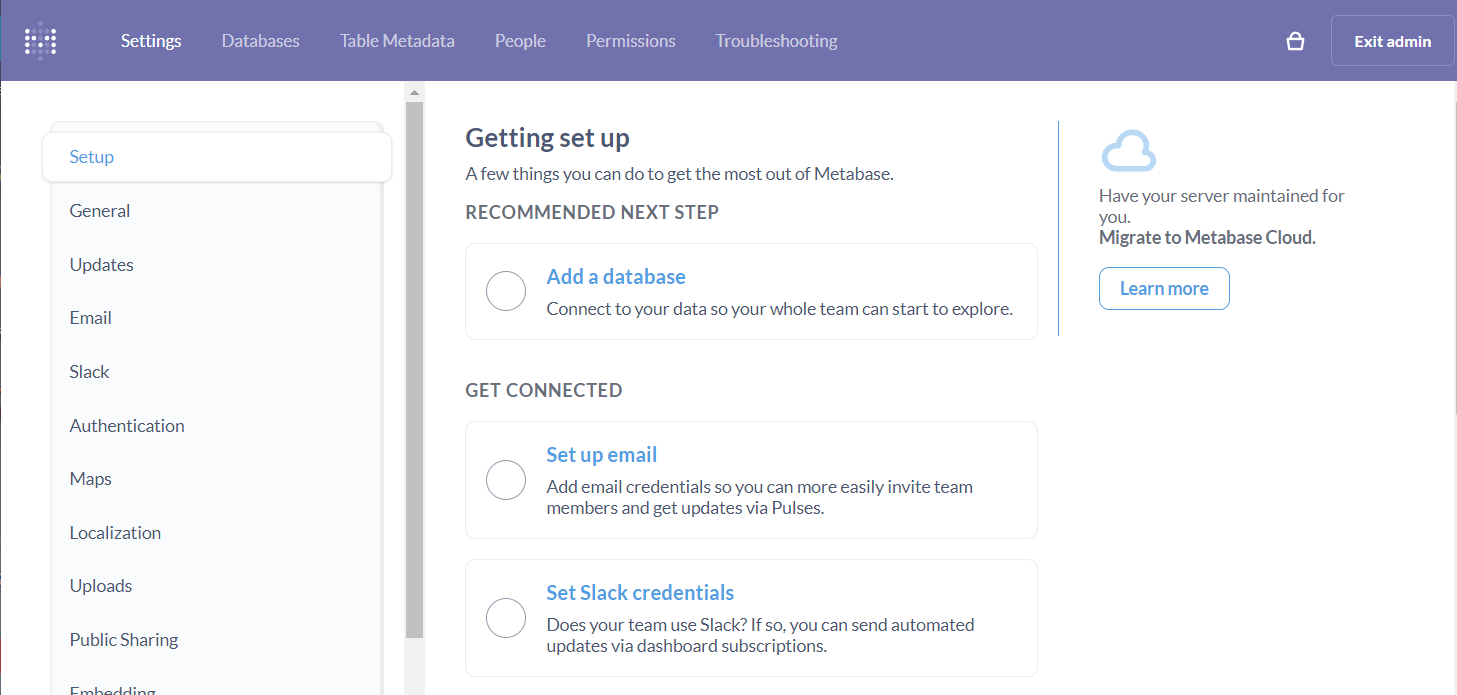 Settings Databases Table Metadata People Permissions Troubleshooting Exit admin
Setup
General
Updates
Email
Slack
Authentication
Maps
Localization
Uploads
Public Sharing
Embedding
Getting set up
A few things you can do to get the most out of Metabase.
RECOMMENDED NEXT STEP
Add a database
Connect to your data so your whole team can start to explore.
GET CONNECTED
Set up email
Add email credentials so you can more easily invite team
members and get updates via Pulses.
Set Slack credentials
Does your team use Slack? If so, you can send automated
updates via dashboard subscriptions.
Have your server maintained for
you.
Migrate to Metabase Cloud.
Learn more